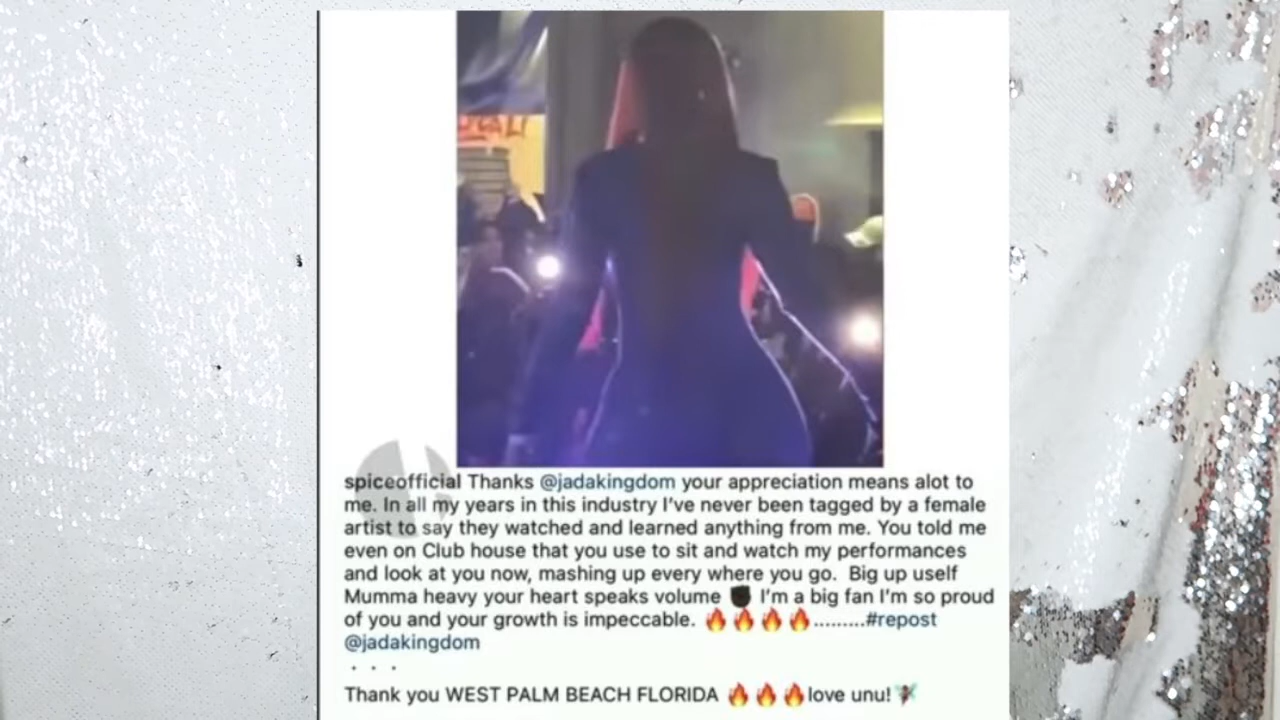 spiceofficial Thanks @jadakingdom your appreciation means alot to
me. In all my years in this industry I've never been tagged by a female
artist to say they watched and learned anything from me. You told me
even on Club house that you use to sit and watch my performances
and look at you now, mashing up every where you go.  Big up uself
Mumma heavy your heart speaks volume ✊🏿 I'm a big fan I'm so proud
of you and your growth is impeccable. 🔥🔥🔥🔥.........#repost
@jadakingdom
. . .
Thank you WEST PALM BEACH FLORIDA 🔥🔥🔥love unu!🧚🏿